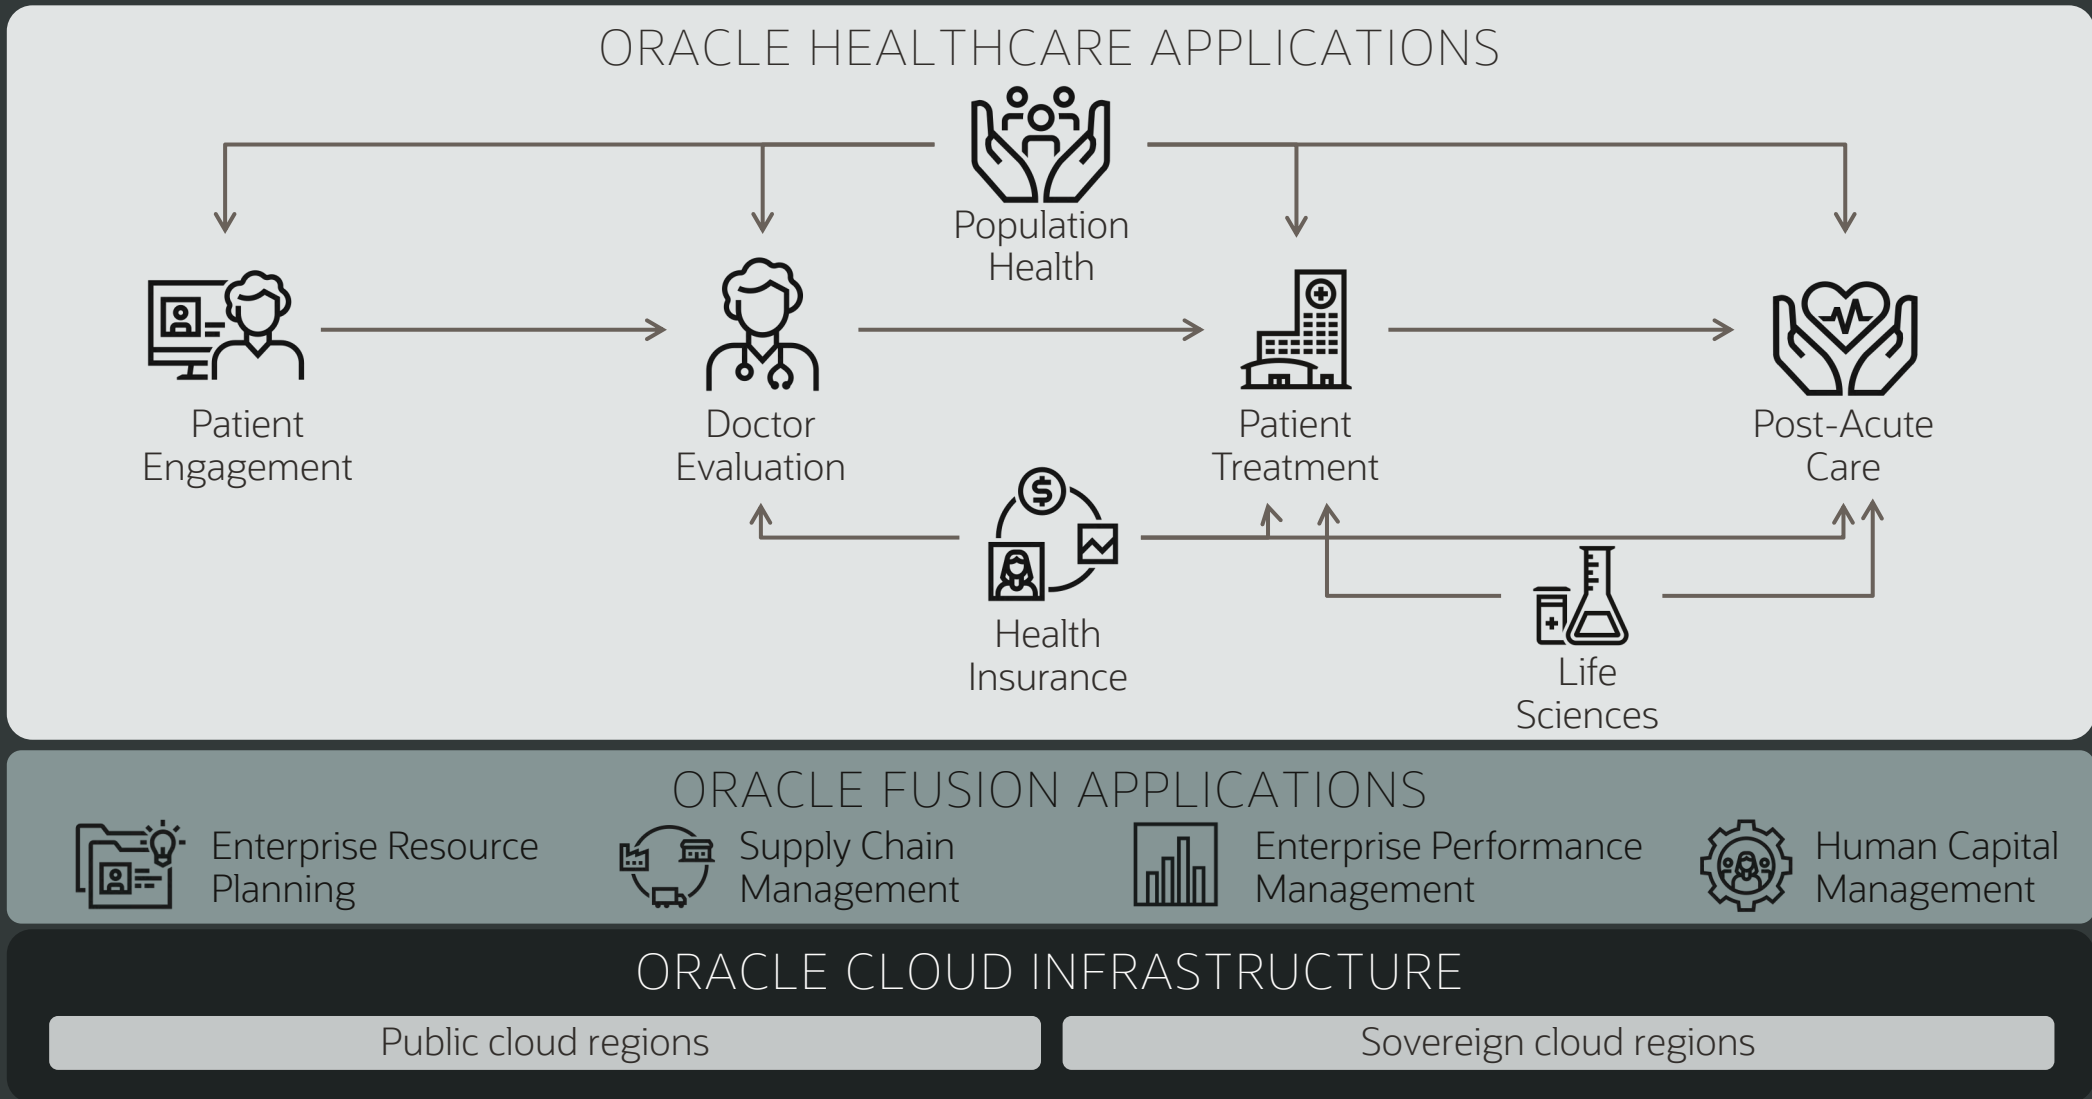 ORACLE HEALTHCARE APPLICATIONS
Population
Health
Patient
Engagement
Doctor
Evaluation
Patient
Treatment
Post-Acute
Care
$
Health
Insurance
Life
Sciences
ORACLE FUSION APPLICATIONS
Enterprise Resource
Planning
Supply Chain
Management
Enterprise Performance
Management
Human Capital
Management
ORACLE CLOUD INFRASTRUCTURE
Public cloud regions
Sovereign cloud regions